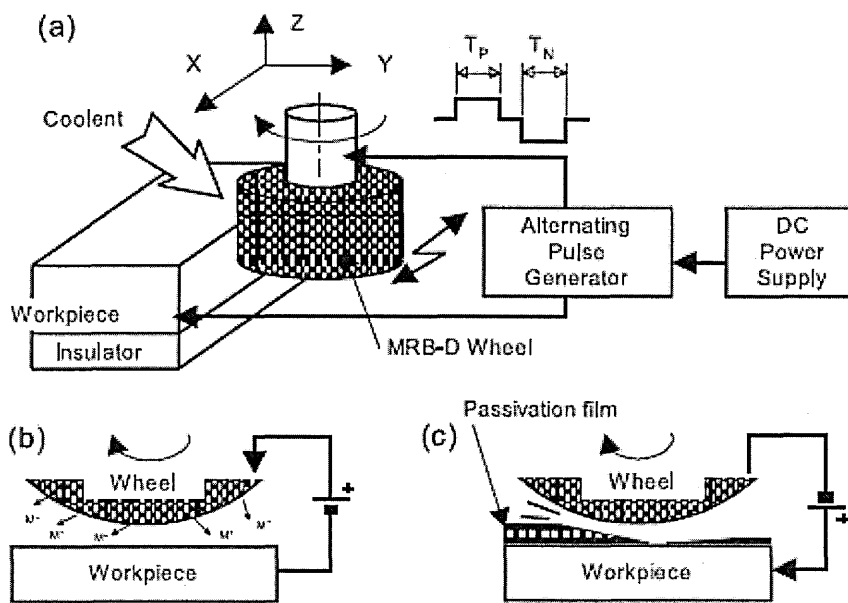 (a)
Z
X
Y
T_P
T_N
Coolent
Alternating
Pulse
Generator
DC
Power
Supply
Workpiece
Insulator
MRB-D Wheel
(b)
Wheel
+
Workpiece
Passivation film
(c)
Wheel
+
Workpiece